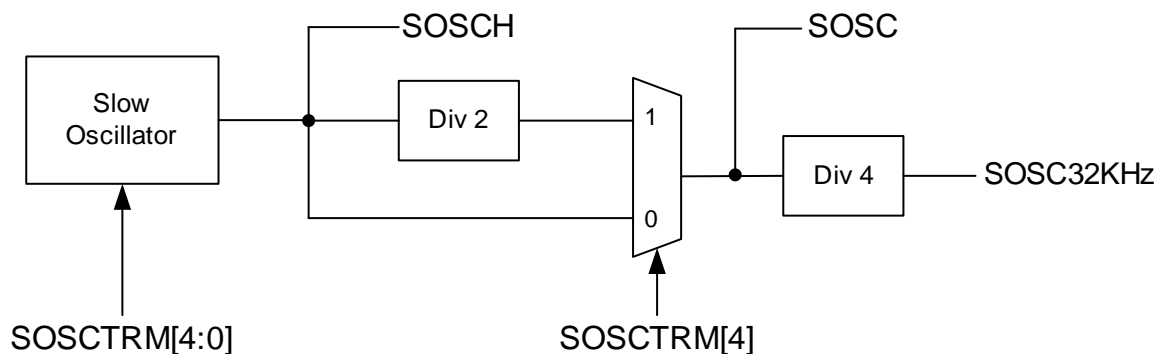 SOSCH
SOSC
Slow
Oscillator
Div 2
1
Div 4
SOSC32KHz
0
SOSCTRM[4:0]
SOSCTRM[4]